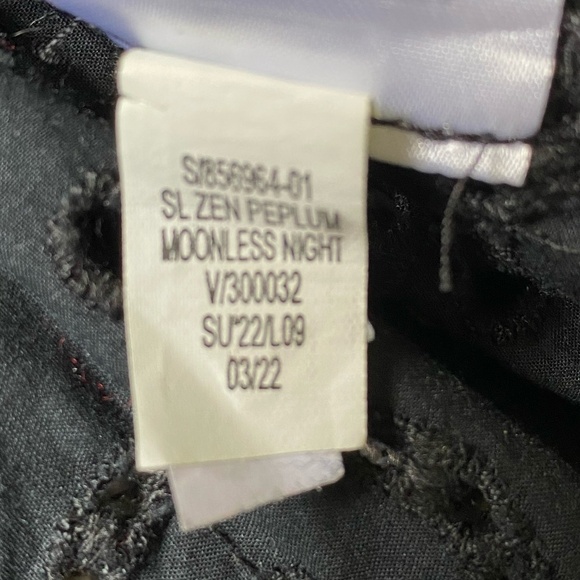 S/856964-01
SL ZEN PEPLUM
MOONLESS NIGHT
V/300032
SU'22/L09
03/22